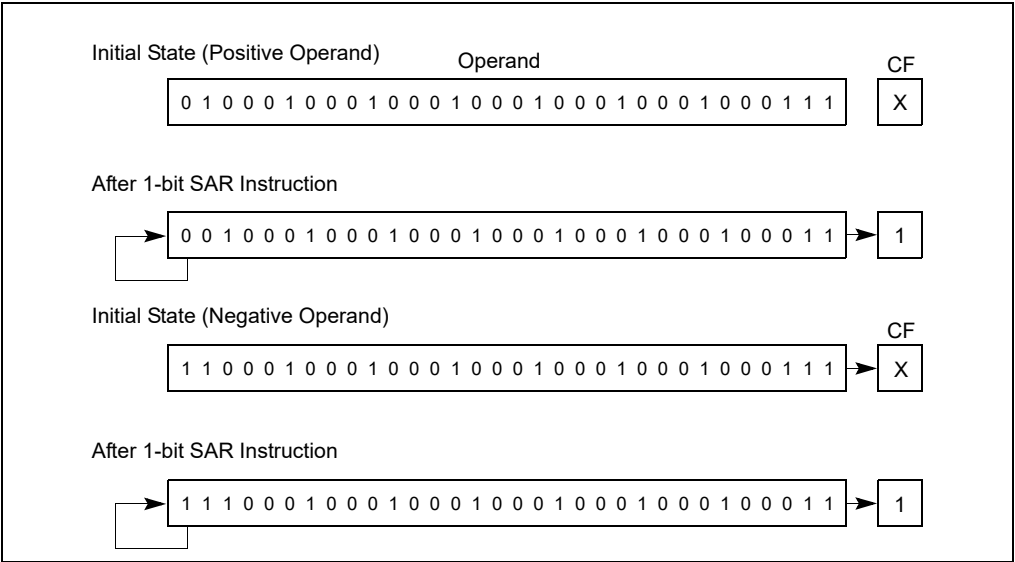 Initial State (Positive Operand)
Operand
CF
0 1 0 0 0 1 0 0 0 1 0 0 0 1 0 0 0 1 0 0 0 1 0 0 0 1 0 0 0 1 1 1 X
After 1-bit SAR Instruction
0 0 1 0 0 0 1 0 0 0 1 0 0 0 1 0 0 0 1 0 0 0 1 0 0 0 1 0 0 0 1 1 1
Initial State (Negative Operand)
CF
1 1 0 0 0 1 0 0 0 1 0 0 0 1 0 0 0 1 0 0 0 1 0 0 0 1 0 0 0 1 1 1 X
After 1-bit SAR Instruction
1 1 1 0 0 0 1 0 0 0 1 0 0 0 1 0 0 0 1 0 0 0 1 0 0 0 1 0 0 0 1 1 1